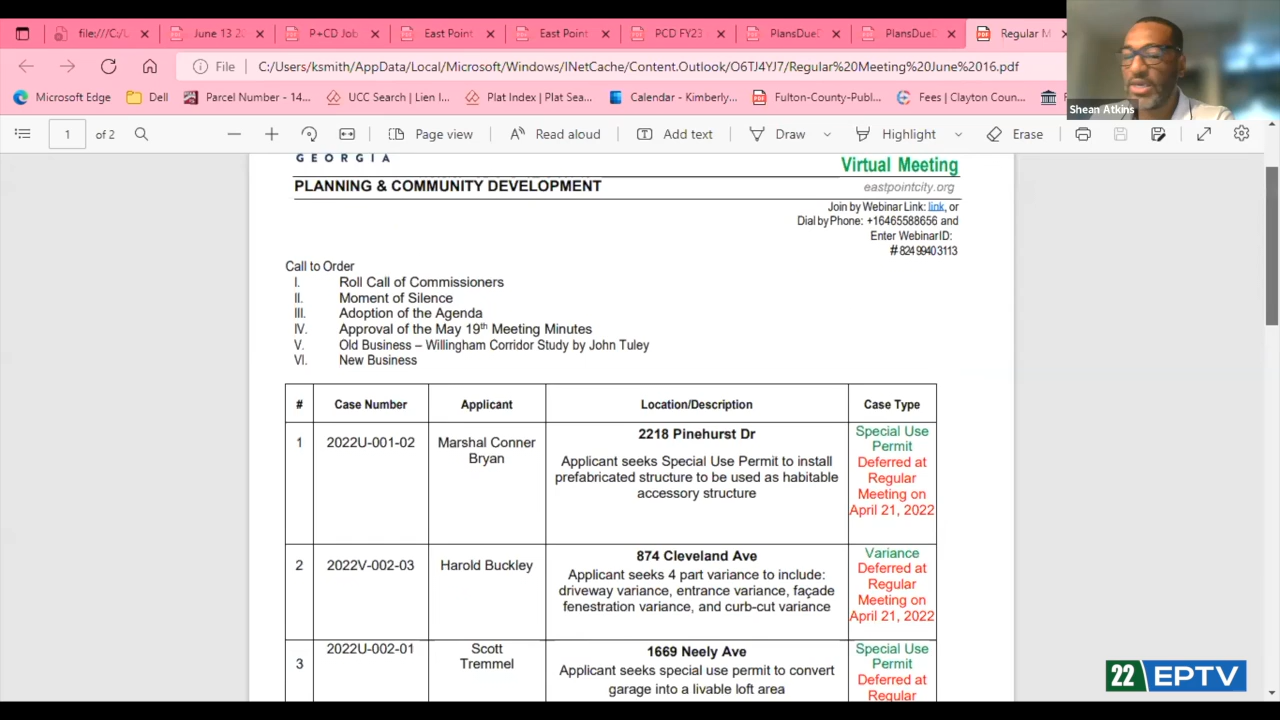 file:///C:/U
June 13 20
P+CD Job
East Point
East Point
PCD FY23
PlansDueD
PlansDueD
Regular M
File C:/Users/ksmith/AppData/Local/Microsoft/Windows/INetCache/Content.Outlook/O6TJ4YJ7/Regular%20Meeting%20June%2016.pdf
Microsoft Edge Dell Parcel Number - 14... UCC Search | Lien I... Plat Index | Plat Sea... Calendar - Kimberly... Fulton-County-Publ... Fees | Clayton Count...
Shean Atkins
1 of 2 Page view Read aloud Add text Draw Highlight Erase
GEORGIA
Virtual Meeting
PLANNING & COMMUNITY DEVELOPMENT
eastpointcity.org
Join by Webinar Link: link, or
Dial by Phone: +16465588656 and
Enter Webinar ID:
# 824 9940 3113
Call to Order
I. Roll Call of Commissioners
II. Moment of Silence
III. Adoption of the Agenda
IV. Approval of the May 19th Meeting Minutes
V. Old Business – Willingham Corridor Study by John Tuley
VI. New Business
# Case Number Applicant Location/Description Case Type
1
2022U-001-02
Marshal Conner
Bryan
2218 Pinehurst Dr
Applicant seeks Special Use Permit to install
prefabricated structure to be used as habitable
accessory structure
Special Use
Permit
Deferred at
Regular
Meeting on
April 21, 2022
2
2022V-002-03
Harold Buckley
874 Cleveland Ave
Applicant seeks 4 part variance to include:
driveway variance, entrance variance, façade
fenestration variance, and curb-cut variance
Variance
Deferred at
Regular
Meeting on
April 21, 2022
3
2022U-002-01
Scott
Tremmel
1669 Neely Ave
Applicant seeks special use permit to convert
garage into a livable loft area
Special Use
Permit
Deferred at
Regular
22 EPTV